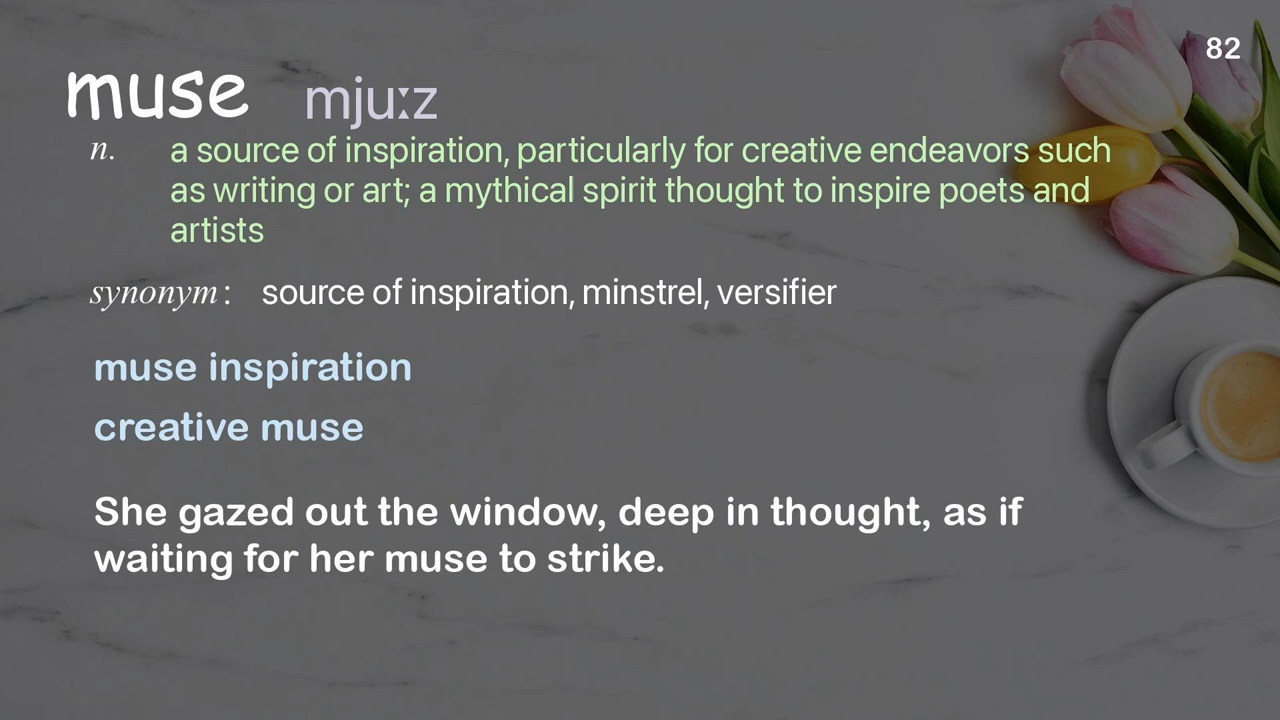 82
muse mjuːz
n. a source of inspiration, particularly for creative endeavors such
as writing or art; a mythical spirit thought to inspire poets and
artists
synonym : source of inspiration, minstrel, versifier
muse inspiration
creative muse
She gazed out the window, deep in thought, as if
waiting for her muse to strike.